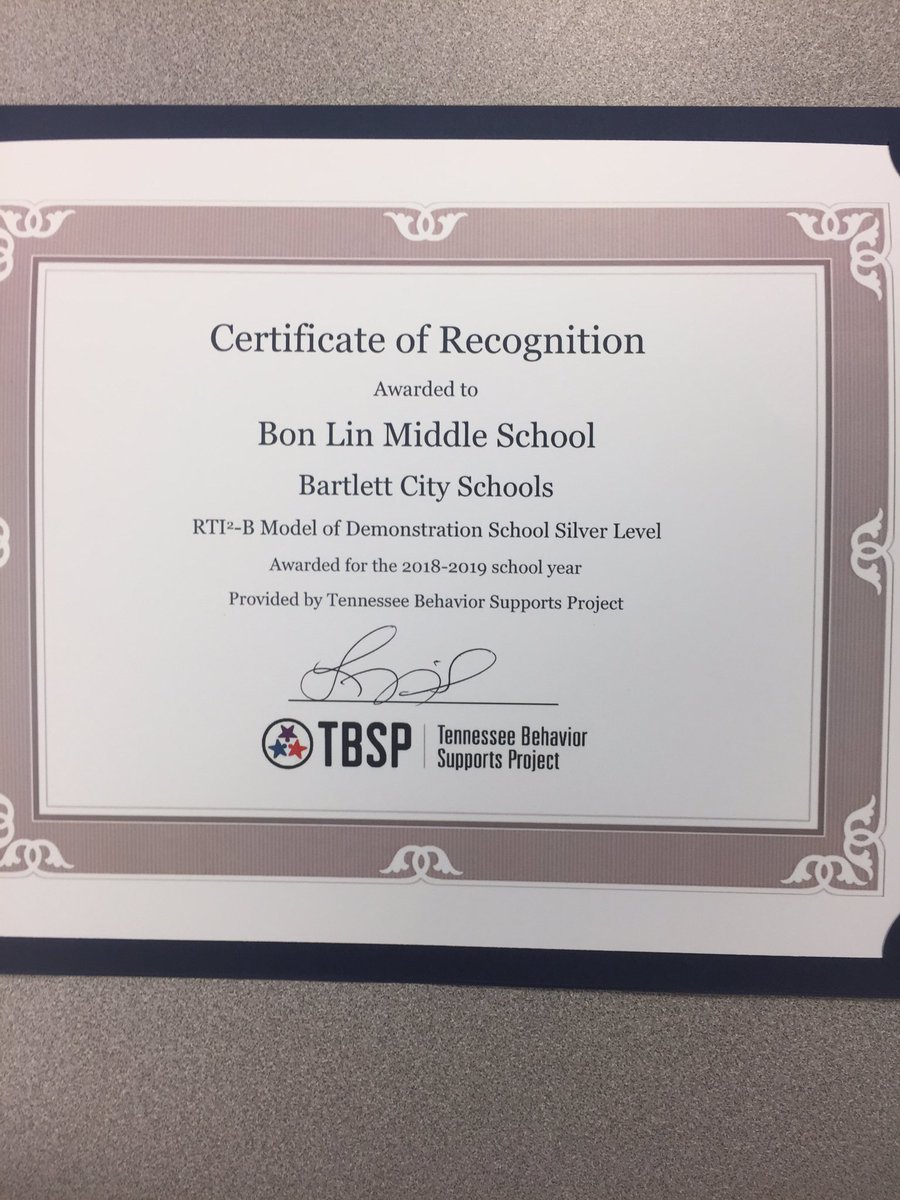 Certificate of Recognition
Awarded to
Bon Lin Middle School
Bartlett City Schools
RTI²-B Model of Demonstration School Silver Level
Awarded for the 2018-2019 school year
Provided by Tennessee Behavior Supports Project
TBSP
Tennessee Behavior
Supports Project